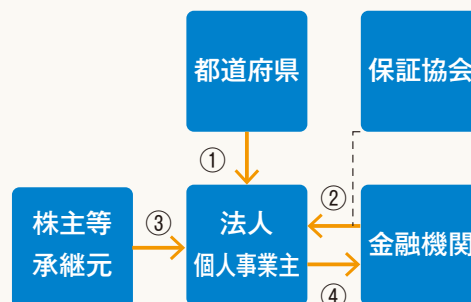 都道府県
保証協会
①
②
株主等
承継元
③
法人
個人事業主
金融機関
④